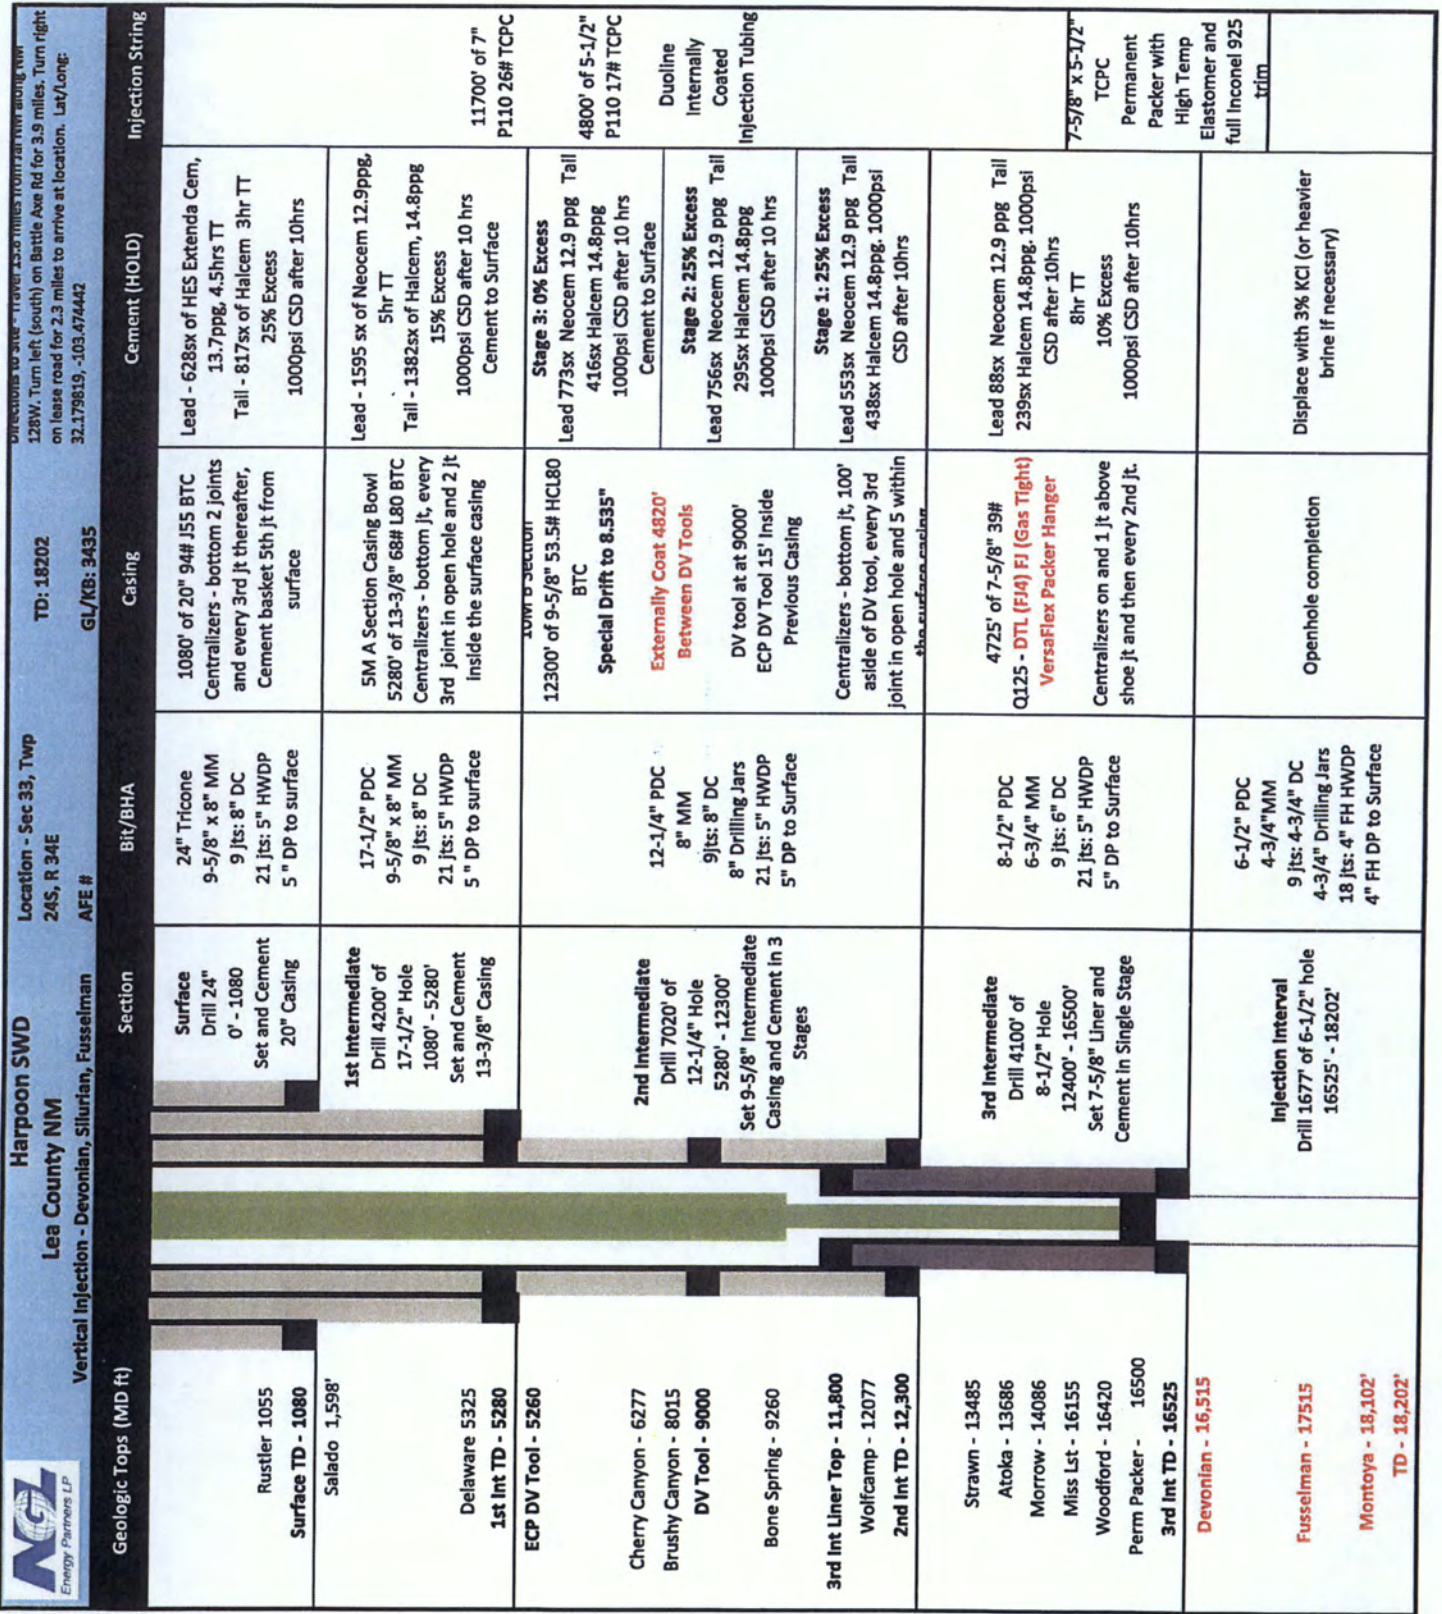 NGL
Energy Partners LP
Harpoon SWD
Lea County NM
Vertical Injection - Devonian, Silurian, Fusselman
Location - Sec 33, Twp
24S, R 34E
AFE #
TD: 18202
GL/KB: 3435
128W. Turn left (south) on Battle Axe Rd for 3.9 miles. Turn right
on lease road for 2.3 miles to arrive at location. Lat/Long:
32.179819, -103.474442
Geologic Tops (MD ft)
Section
Bit/BHA
Casing
Cement (HOLD)
Injection String
Rustler 1055
Surface TD - 1080
Surface
Drill 24"
0' - 1080
Set and Cement
20" Casing
24" Tricone
9-5/8" x 8" MM
9 jts: 8" DC
21 jts: 5" HWDP
5 " DP to surface
1080' of 20" 94# J55 BTC
Centralizers - bottom 2 joints
and every 3rd jt thereafter,
Cement basket 5th jt from
surface
Lead - 628sx of HES Extenda Cem,
13.7ppg, 4.5hrs TT
Tail - 817sx of Halcem 3hr TT
25% Excess
1000psi CSD after 10hrs
Salado 1,598'
Delaware 5325
1st Int TD - 5280
1st Intermediate
Drill 4200' of
17-1/2" Hole
1080' - 5280'
Set and Cement
13-3/8" Casing
17-1/2" PDC
9-5/8" x 8" MM
9 jts: 8" DC
21 jts: 5" HWDP
5 " DP to surface
5M A Section Casing Bowl
5280' of 13-3/8" 68# L80 BTC
Centralizers - bottom jt, every
3rd joint in open hole and 2 jt
inside the surface casing
Lead - 1595 sx of Neocem 12.9ppg,
5hr TT
Tail - 1382sx of Halcem, 14.8ppg
15% Excess
1000psi CSD after 10 hrs
Cement to Surface
11700' of 7"
P110 26# TCPC
4800' of 5-1/2"
P110 17# TCPC
Duoline
Internally
Coated
Injection Tubing
ECP DV Tool - 5260
Cherry Canyon - 6277
Brushy Canyon - 8015
DV Tool - 9000
Bone Spring - 9260
3rd Int Liner Top - 11,800
Wolfcamp - 12077
2nd Int TD - 12,300
2nd Intermediate
Drill 7020' of
12-1/4" Hole
5280' - 12300'
Set 9-5/8" Intermediate
Casing and Cement in 3
Stages
12-1/4" PDC
8" MM
9jts: 8" DC
8" Drilling Jars
21 jts: 5" HWDP
5" DP to Surface
10M B Section
12300' of 9-5/8" 53.5# HCL80
BTC
Special Drift to 8.535"
Externally Coat 4820'
Between DV Tools
DV tool at at 9000'
ECP DV Tool 15' Inside
Previous Casing
Centralizers - bottom jt, 100'
aside of DV tool, every 3rd
joint in open hole and 5 within
the surface casing
Stage 3: 0% Excess
Lead 773sx Neocem 12.9 ppg Tail
416sx Halcem 14.8ppg
1000psi CSD after 10 hrs
Cement to Surface
Stage 2: 25% Excess
Lead 756sx Neocem 12.9 ppg Tail
295sx Halcem 14.8ppg
1000psi CSD after 10 hrs
Stage 1: 25% Excess
Lead 553sx Neocem 12.9 ppg Tail
438sx Halcem 14.8ppg. 1000psi
CSD after 10hrs
Strawn - 13485
Atoka - 13686
Morrow - 14086
Miss Lst - 16155
Woodford - 16420
Perm Packer - 16500
3rd Int TD - 16525
3rd Intermediate
Drill 4100' of
8-1/2" Hole
12400' - 16500'
Set 7-5/8" Liner and
Cement in Single Stage
8-1/2" PDC
6-3/4" MM
9 jts: 6" DC
21 jts: 5" HWDP
5" DP to Surface
4725' of 7-5/8" 39#
Q125 - DTL (FJ4) FJ (Gas Tight)
VersaFlex Packer Hanger
Centralizers on and 1 jt above
shoe jt and then every 2nd jt.
Lead 88sx Neocem 12.9 ppg Tail
239sx Halcem 14.8ppg. 1000psi
CSD after 10hrs
8hr TT
10% Excess
1000psi CSD after 10hrs
7-5/8" x 5-1/2"
TCPC
Permanent
Packer with
High Temp
Elastomer and
full Inconel 925
trim
Devonian - 16,515
Fusselman - 17515
Montoya - 18,102'
TD - 18,202'
Injection Interval
Drill 1677' of 6-1/2" hole
16525' - 18202'
6-1/2" PDC
4-3/4"MM
9 jts: 4-3/4" DC
4-3/4" Drilling Jars
18 jts: 4" FH HWDP
4" FH DP to Surface
Openhole completion
Displace with 3% KCl (or heavier
brine if necessary)